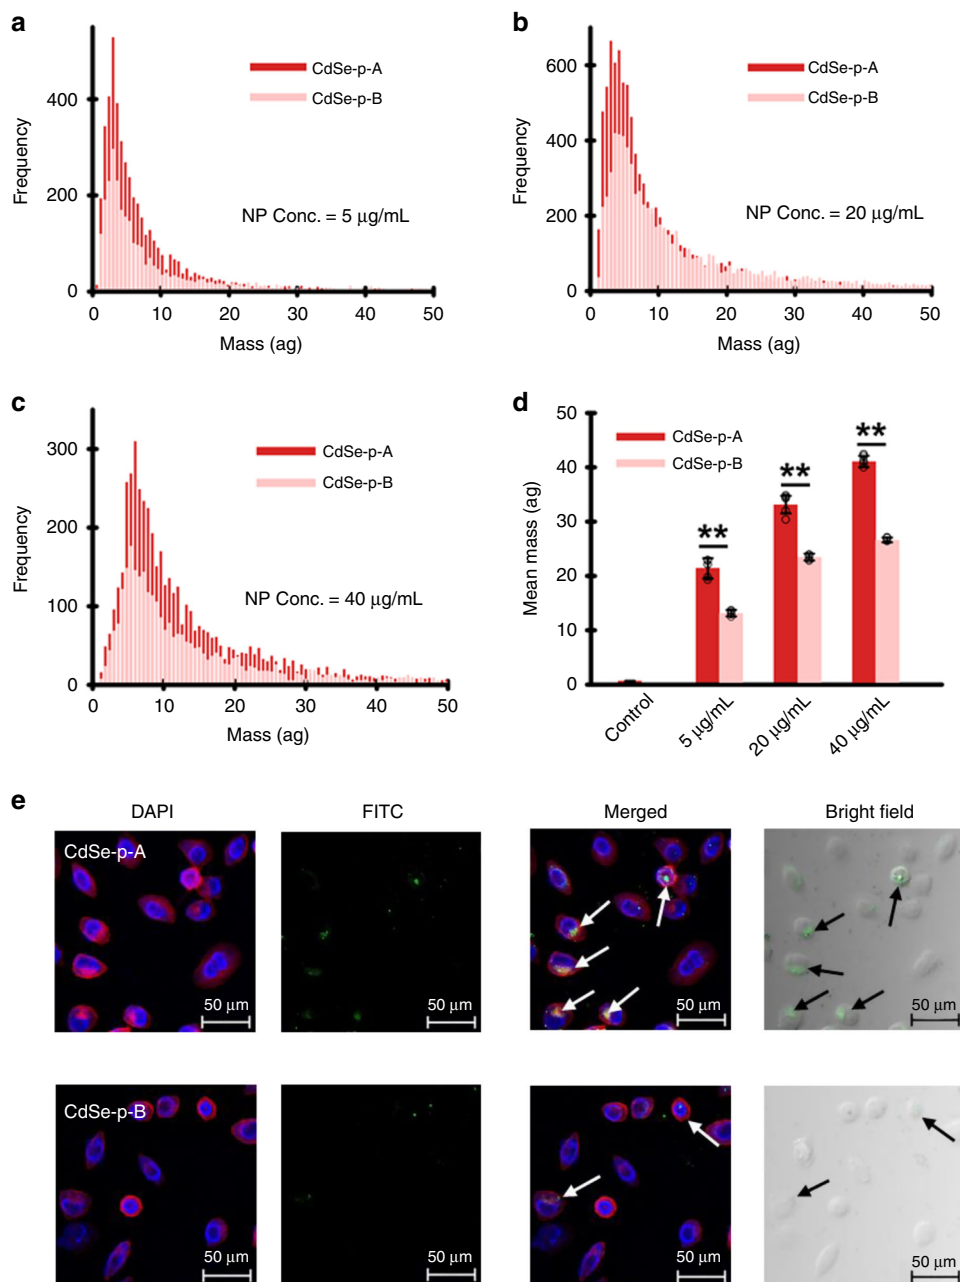 a
400
200
0
Frequency
CdSe-p-A
CdSe-p-B
NP Conc. = 5 μg/mL
0 10 20 30 40 50
Mass (ag)
b
600
400
200
0
Frequency
CdSe-p-A
CdSe-p-B
NP Conc. = 20 μg/mL
0 10 20 30 40 50
Mass (ag)
c
300
200
100
0
Frequency
CdSe-p-A
CdSe-p-B
NP Conc. = 40 μg/mL
0 10 20 30 40 50
Mass (ag)
d
50
40
30
20
10
0
Mean mass (ag)
CdSe-p-A
CdSe-p-B
**
**
**
Control
5 μg/mL
20 μg/mL
40 μg/mL
e
DAPI FITC Merged Bright field
CdSe-p-A
50 μm 50 μm 50 μm 50 μm
CdSe-p-B
50 μm 50 μm 50 μm 50 μm